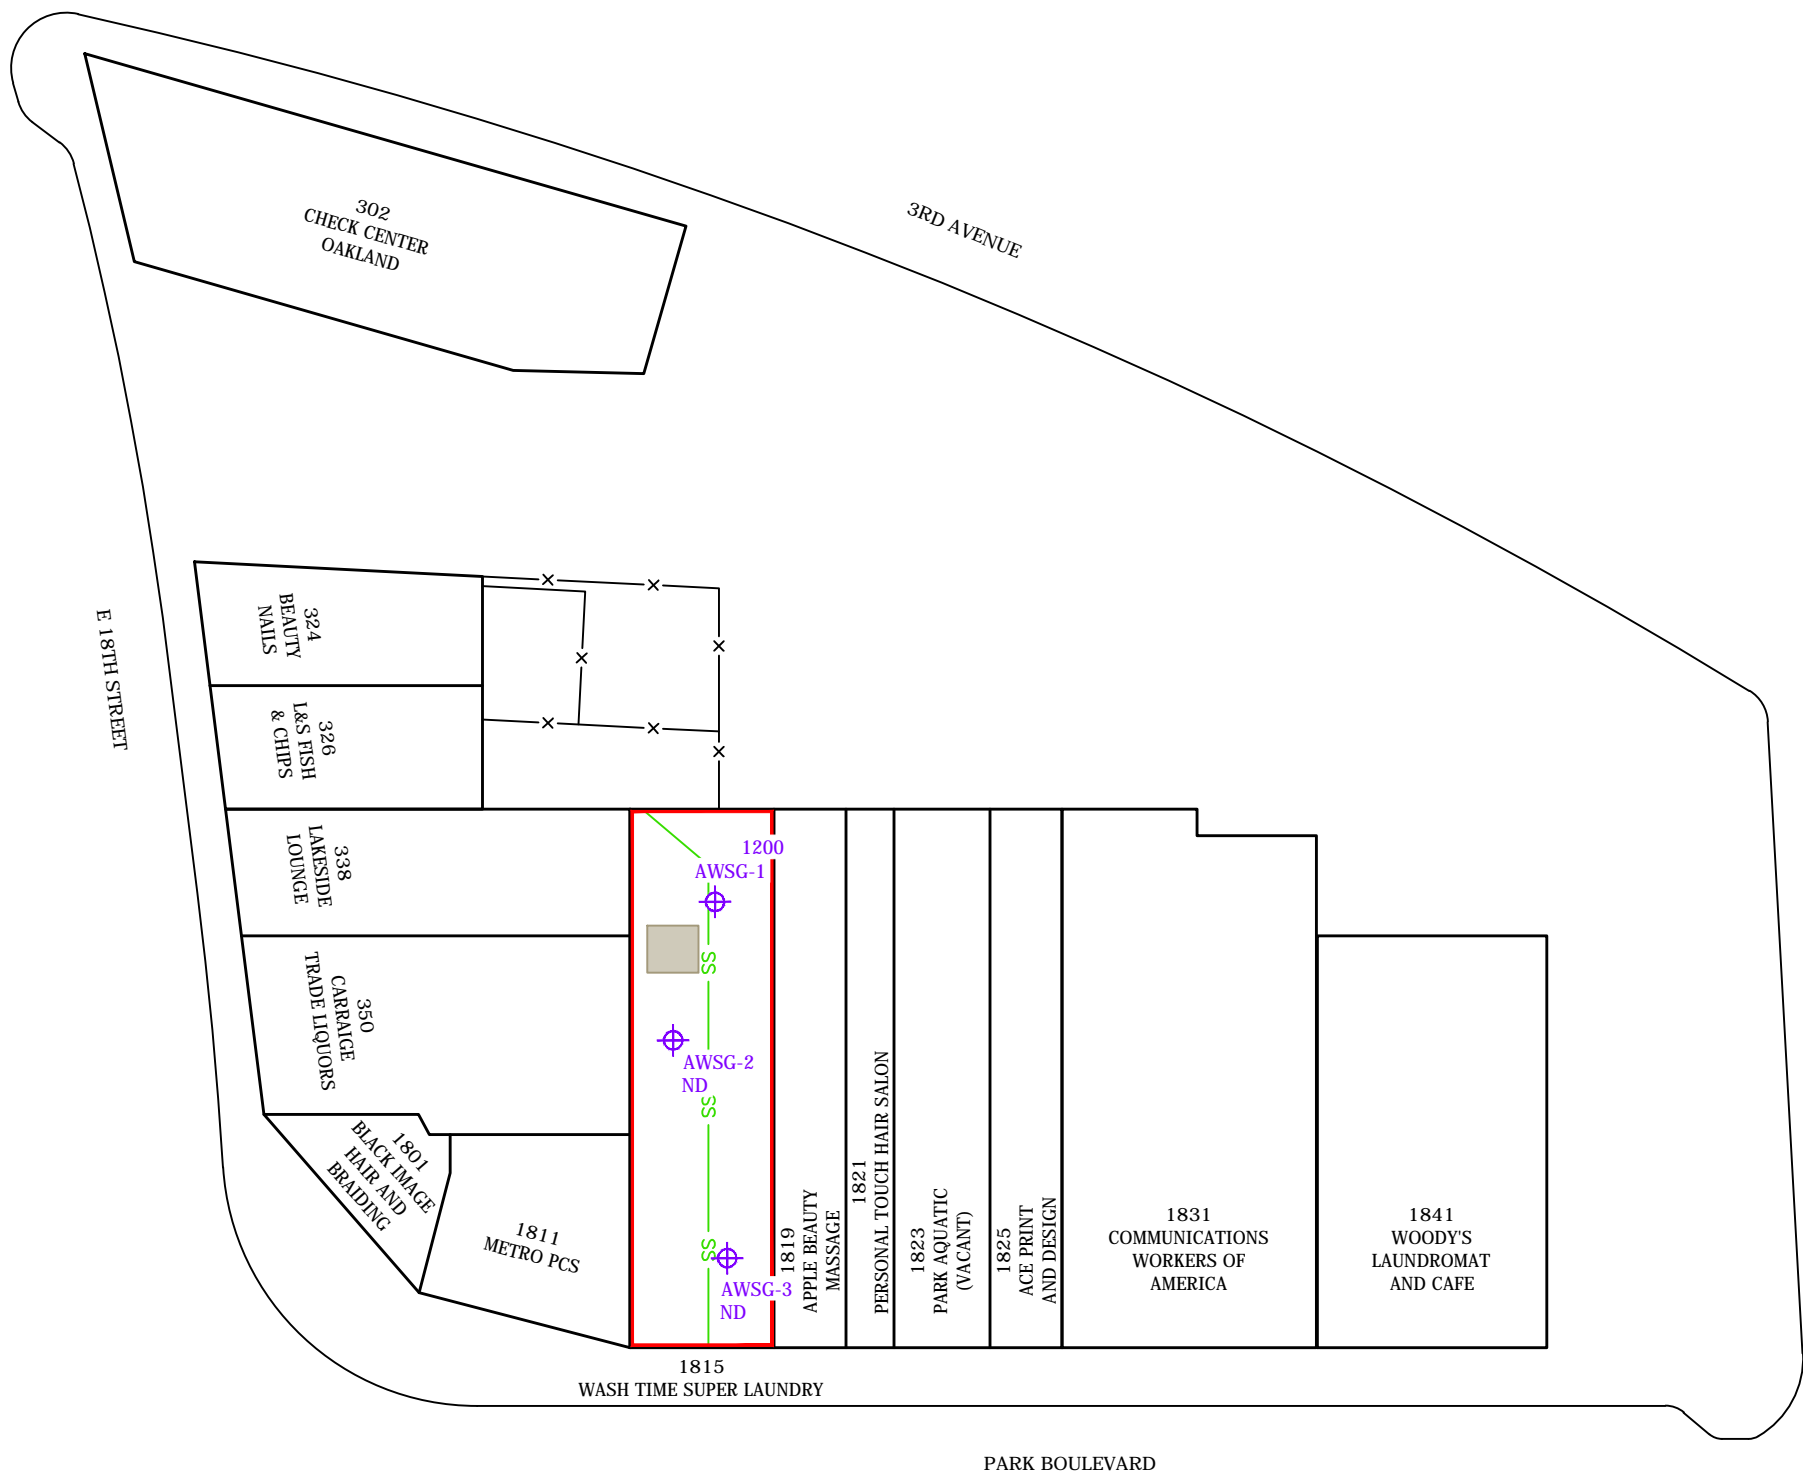 3RD AVENUE
302
CHECK CENTER
OAKLAND
E 18TH STREET
324
BEAUTY
NAILS
326
L&S FISH
& CHIPS
338
LAKESIDE
LOUNGE
350
CARRAIGE
TRADE LIQUORS
1801
BLACK IMAGE
HAIR AND
BRAIDING
1811
METRO PCS
1200
AWSG-1
SS
AWSG-2
ND
SS
SS
AWSG-3
ND
1815
WASH TIME SUPER LAUNDRY
1819
APPLE BEAUTY
MASSAGE
1821
PERSONAL TOUCH HAIR SALON
1823
PARK AQUATIC
(VACANT)
1825
ACE PRINT
AND DESIGN
1831
COMMUNICATIONS
WORKERS OF
AMERICA
1841
WOODY'S
LAUNDROMAT
AND CAFE
PARK BOULEVARD